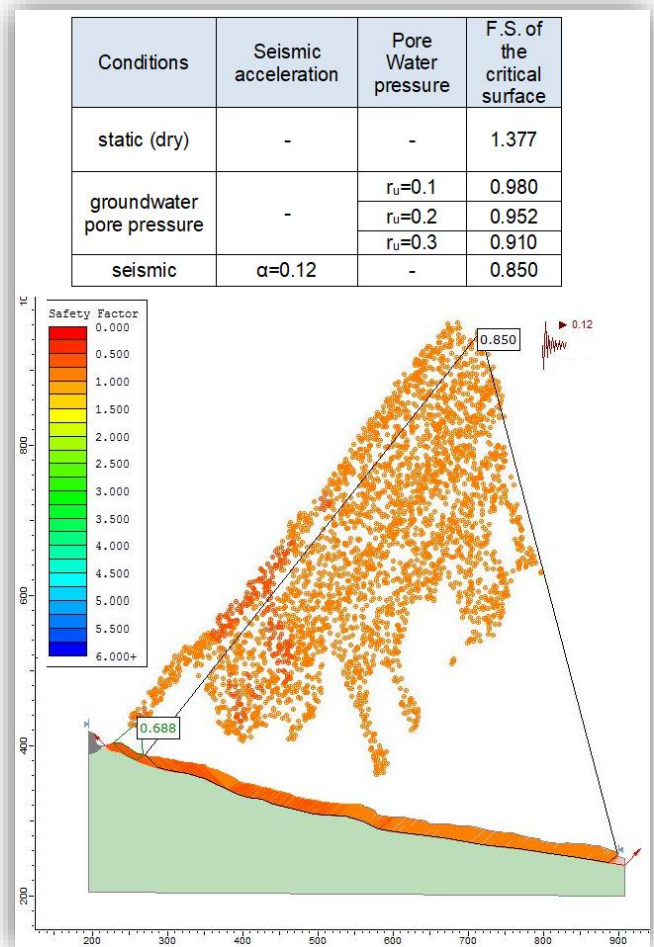 Conditions
Seismic
acceleration
Pore
Water
pressure
F.S. of
the
critical
surface
static (dry)
-
-
1.377
groundwater
pore pressure
-
rᵤ=0.1
0.980
rᵤ=0.2
0.952
rᵤ=0.3
0.910
seismic
α=0.12
-
0.850
Safety Factor
0.000
0.500
1.000
1.500
2.000
2.500
3.000
3.500
4.000
4.500
5.000
5.500
6.000+
0.850
0.12
0.688
800
600
400
200
200
300
400
500
600
700
800
900